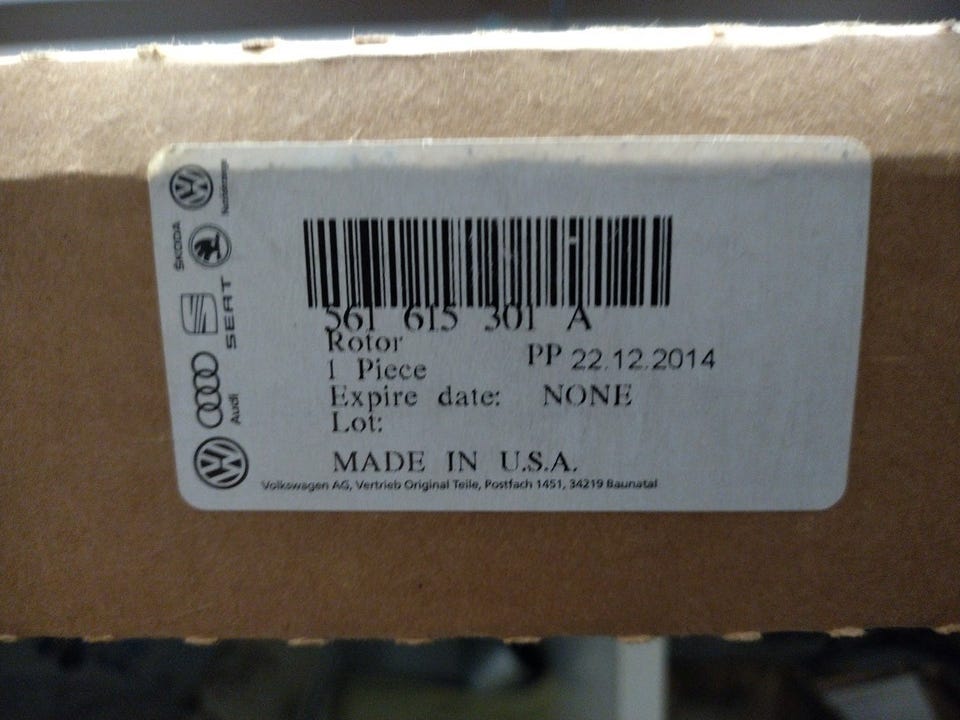 561 615 301 A
Rotor
PP 22.12.2014
1 Piece
Expire date: NONE
Lot:
MADE IN U.S.A.
Volkswagen AG, Vertrieb Original Teile, Postfach 1451, 34219 Baunatal
Audi
SEAT
ŠKODA